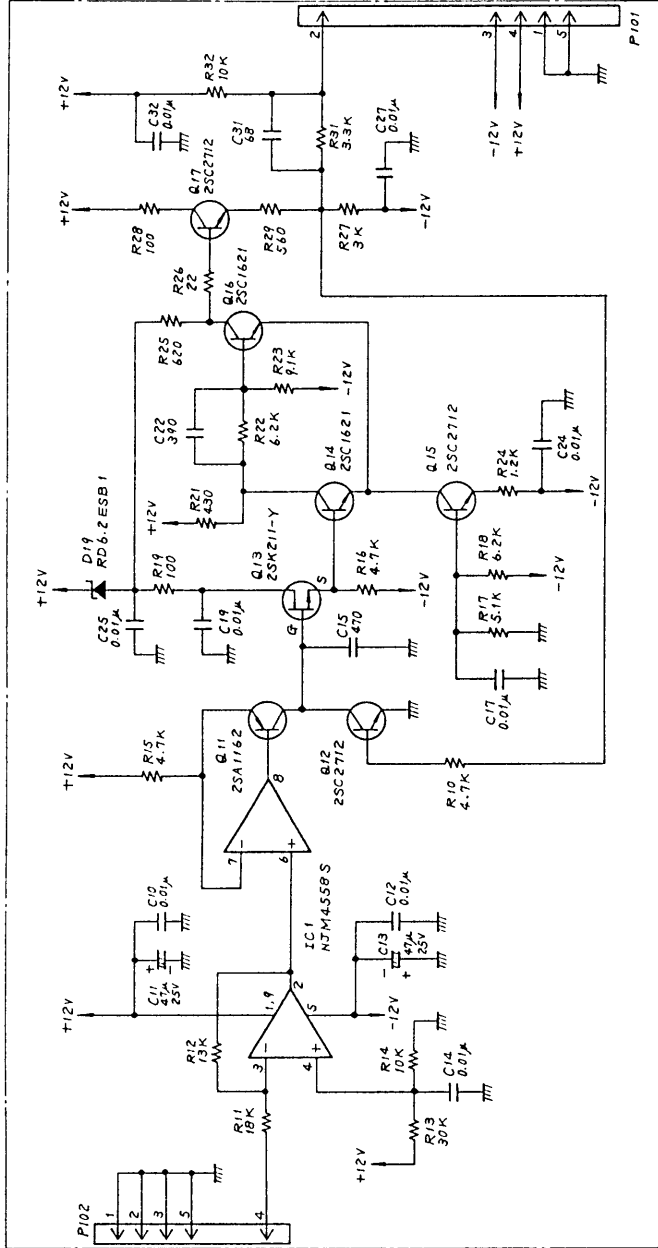 P102
1
2
3
5
4
R11
18K
R12
13K
+12V
C11
47μ
25V
+
-
C10
0.01μ
3
4
-
+
1,9
5
2
+12V
R13
30K
R14
10K
C14
0.01μ
-12V
C13
47μ
25V
-
+
C12
0.01μ
IC1
NJM4558S
7
6
-
+
8
+12V
R15
4.7K
Q11
2SA1162
Q12
2SC2712
R10
4.7K
C15
470
+12V
D19
RD6.2ESB1
C25
0.01μ
R19
100
C19
0.01μ
Q13
2SK211-Y
G
S
R16
4.7K
-12V
+12V
R21
430
C22
390
R22
6.2K
R23
9.1K
-12V
Q14
2SC1621
Q15
2SC2712
C17
0.01μ
R17
5.1K
R18
6.2K
-12V
R24
1.2K
C24
0.01μ
-12V
R25
620
R26
22
Q16
2SC1621
+12V
R28
100
Q17
2SC2712
R29
560
R27
3K
-12V
C27
0.01μ
+12V
C32
0.01μ
R32
10K
C31
68
R31
3.3K
2
3
4
1
5
-12V
+12V
P101